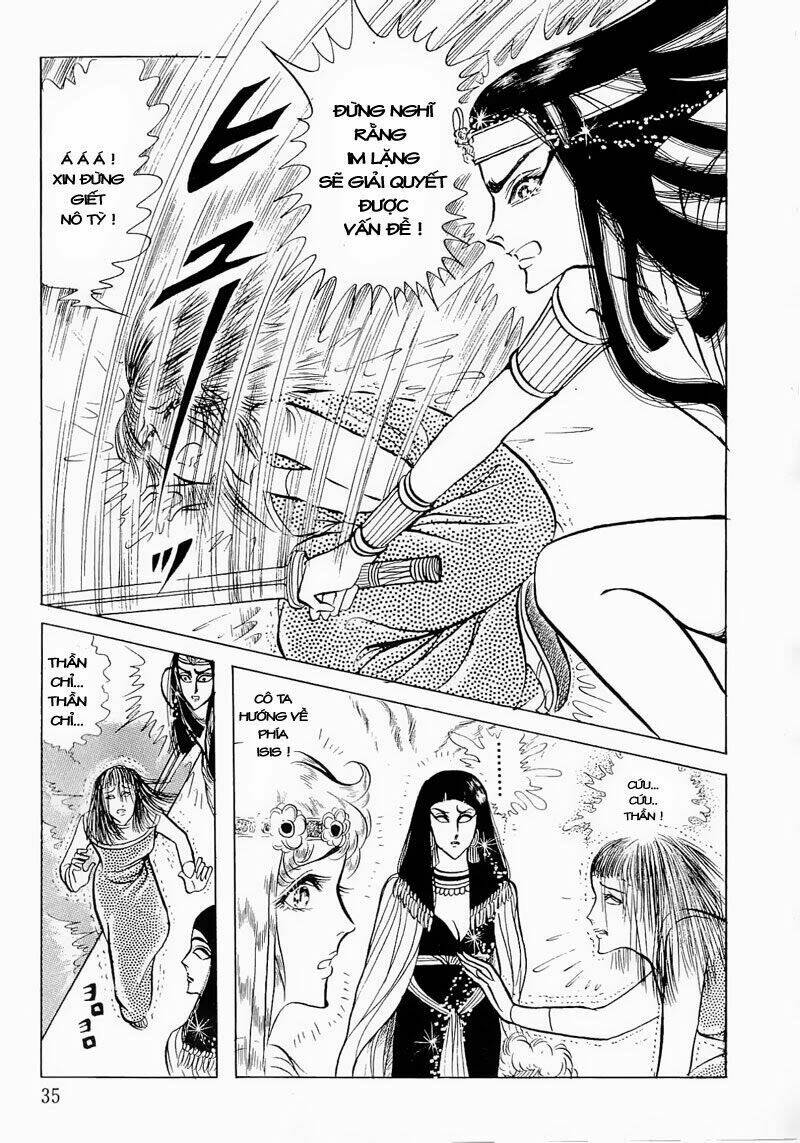 ĐỪNG NGHĨ
RẰNG
IM LẶNG
SẼ GIẢI QUYẾT
ĐƯỢC
VẤN ĐỀ !
Á Á Á !
XIN ĐỪNG
GIẾT
NÔ TỲ !
ヒュー
ッ
THẦN
CHỈ...
THẦN
CHỈ...
CÔ TA
HƯỚNG VỀ
PHÍA
ISIS !
CỨU...
CỨU..
THẦN !
ヨロ
ヨロ
35